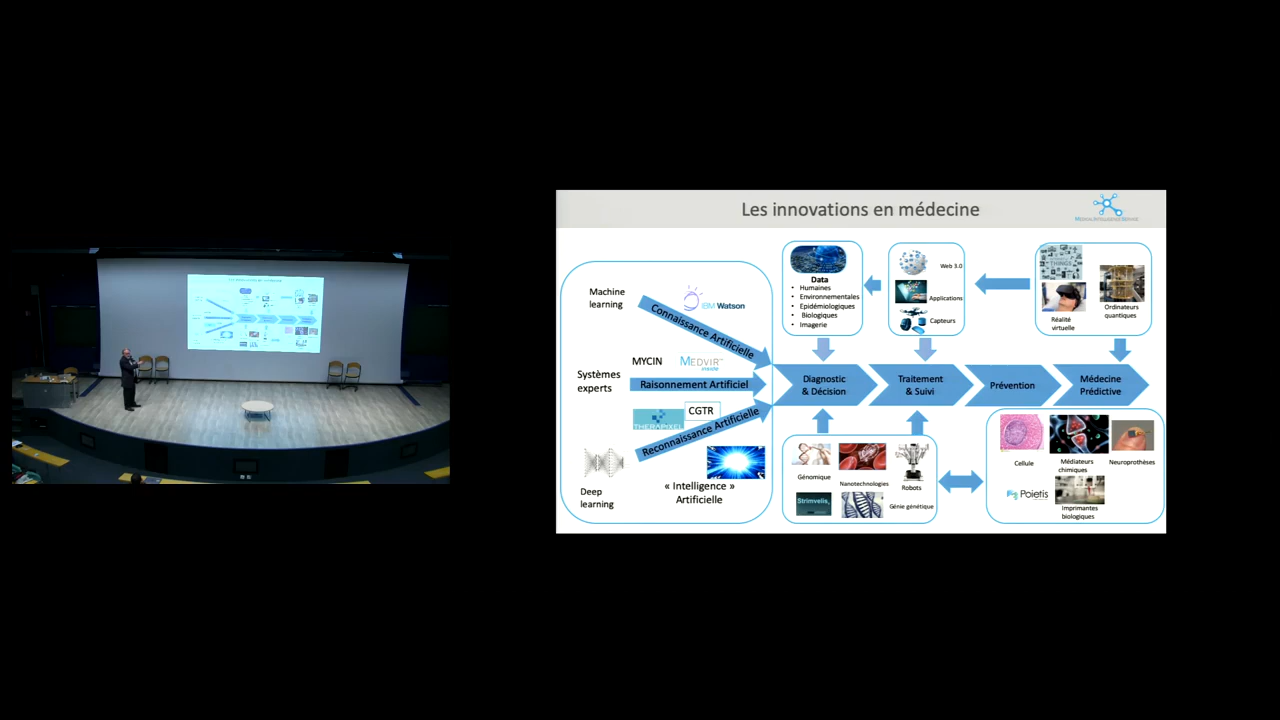 Les innovations en médecine
MEDICAL INTELLIGENCE SERVICE
Machine
learning
IBM Watson
Connaissance Artificielle
Systèmes
experts
MYCIN
MEDVIR
inside
Raisonnement Artificiel
THERAPIXEL
CGTR
Reconnaissance Artificielle
Deep
learning
« Intelligence »
Artificielle
Data
• Humaines
• Environnementales
• Epidémiologiques
• Biologiques
• Imagerie
Web 3.0
Applications
Capteurs
THINGS
Réalité
virtuelle
Ordinateurs
quantiques
Diagnostic
& Décision
Traitement
& Suivi
Prévention
Médecine
Prédictive
Génomique
Nanotechnologies
Robots
Strimvelis
Génie génétique
Cellule
Médiateurs
chimiques
Neuroprothèses
Poietis
Imprimantes
biologiques